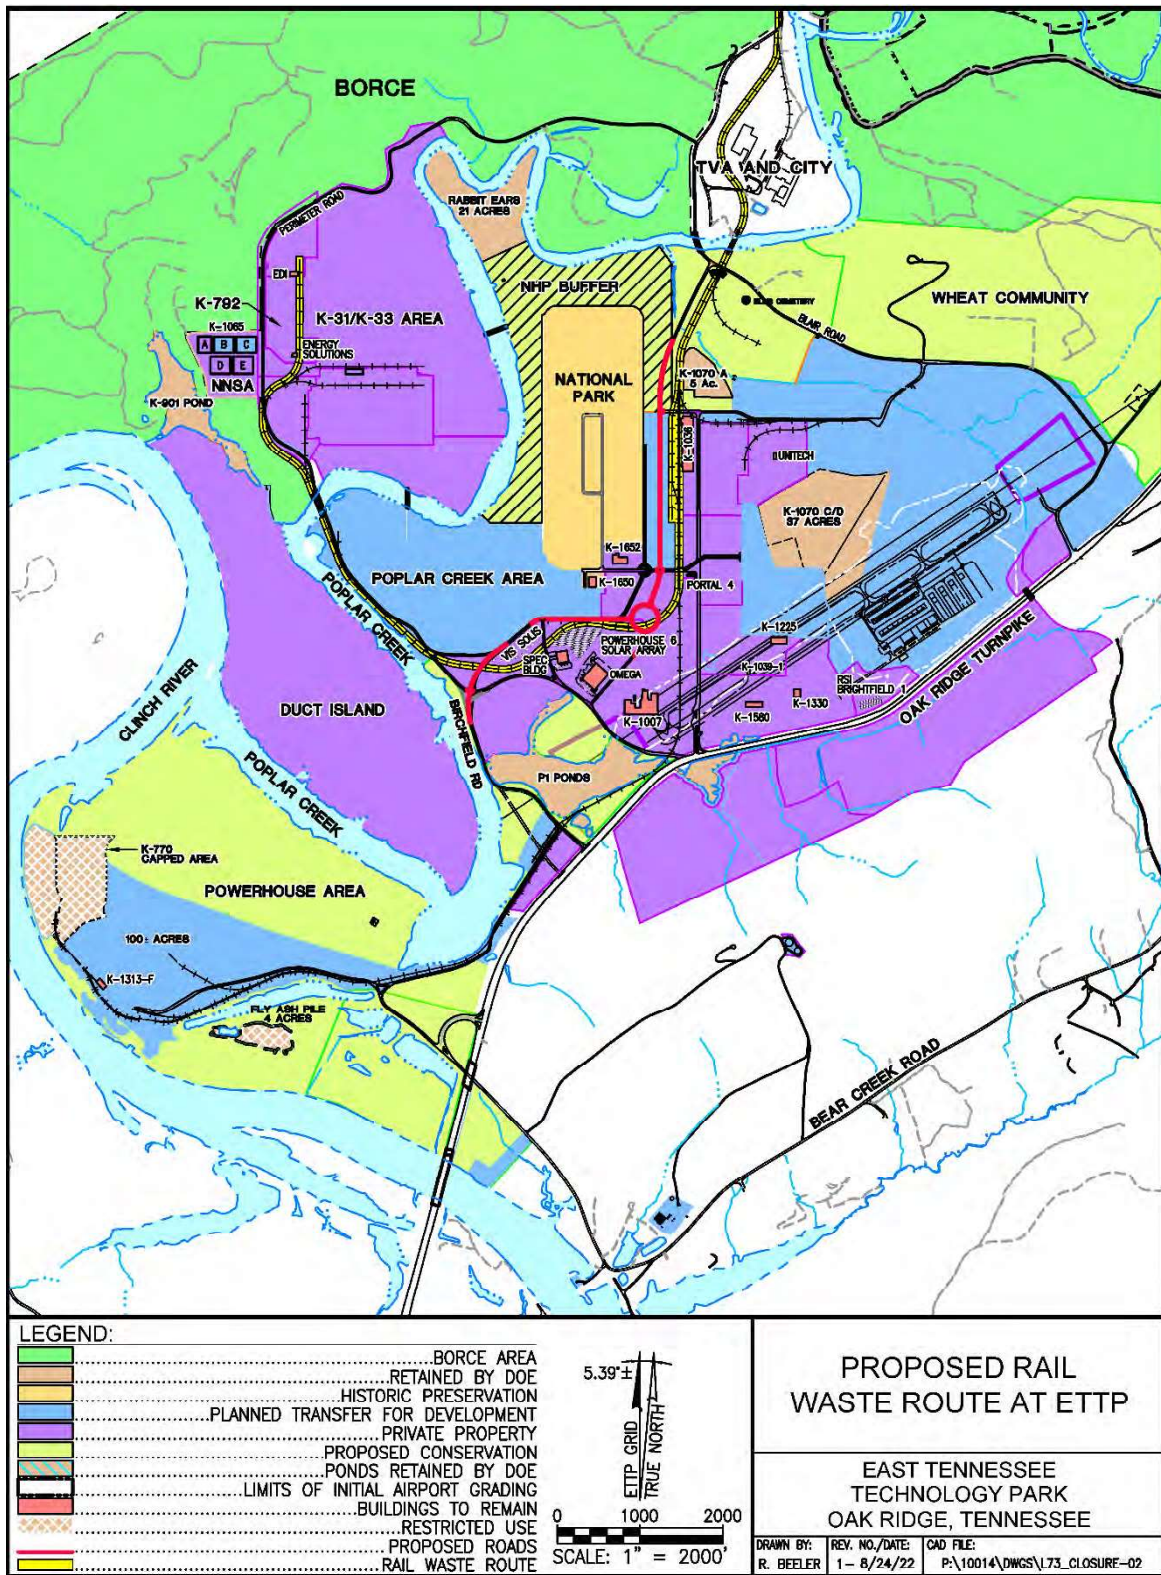 BORCE
TVA AND CITY
RABBIT EARS
21 ACRES
PERIMETER ROAD
EDI
NHP BUFFER
WHEAT COMMUNITY
K-792
K-31/K-33 AREA
BLAIR ROAD
K-1065
A B C
D E
ENERGY
SOLUTIONS
NNSA
NATIONAL
PARK
K-1070 A
5 Ac.
K-901 POND
K-1036
UNITECH
K-1070 C/D
37 ACRES
K-1652
POPLAR CREEK AREA
K-1650
PORTAL 4
POPLAR CREEK
VIS SOLIS
POWERHOUSE 6
SOLAR ARRAY
K-1225
SPEC
BLDG
K-1039-1
OMEGA
RSI
BRIGHTFIELD 1
OAK RIDGE TURNPIKE
CLINCH RIVER
DUCT ISLAND
BIRCHFIELD RD
K-1007
K-1580
K-1330
POPLAR CREEK
P1 PONDS
K-770
CAPPED AREA
POWERHOUSE AREA
100± ACRES
K-1313-F
FLY ASH PILE
4 ACRES
BEAR CREEK ROAD
LEGEND:
BORCE AREA
RETAINED BY DOE
HISTORIC PRESERVATION
PLANNED TRANSFER FOR DEVELOPMENT
PRIVATE PROPERTY
PROPOSED CONSERVATION
PONDS RETAINED BY DOE
LIMITS OF INITIAL AIRPORT GRADING
BUILDINGS TO REMAIN
RESTRICTED USE
PROPOSED ROADS
RAIL WASTE ROUTE
5.39°±
ETTP GRID
TRUE NORTH
0 1000 2000
SCALE: 1" = 2000'
PROPOSED RAIL
WASTE ROUTE AT ETTP
EAST TENNESSEE
TECHNOLOGY PARK
OAK RIDGE, TENNESSEE
DRAWN BY: REV. NO./DATE: CAD FILE:
R. BEELER 1- 8/24/22 P:\10014\DWGS\L73_CLOSURE-02